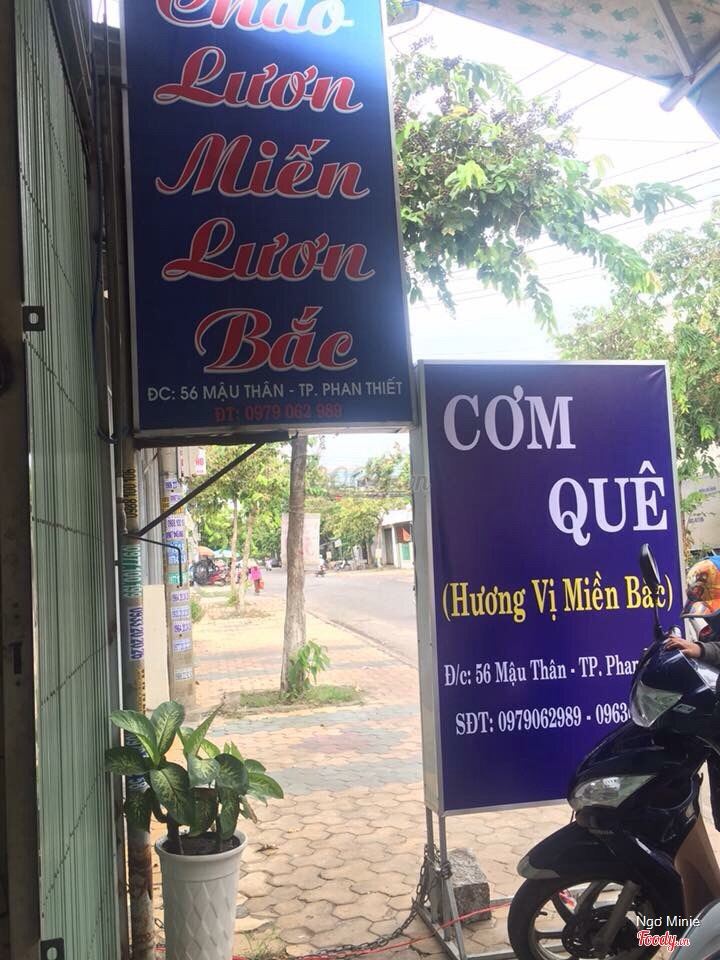 Cháo
Lươn
Miến
Lươn
Bắc
ĐC: 56 MẬU THÂN - TP. PHAN THIẾT
ĐT: 0979 062 989
CƠM
QUÊ
(Hương Vị Miền Bắc)
Đ/c: 56 Mậu Thân - TP. Phan
SĐT: 0979062989 - 0963
Ngơ Minie
Foody.vn